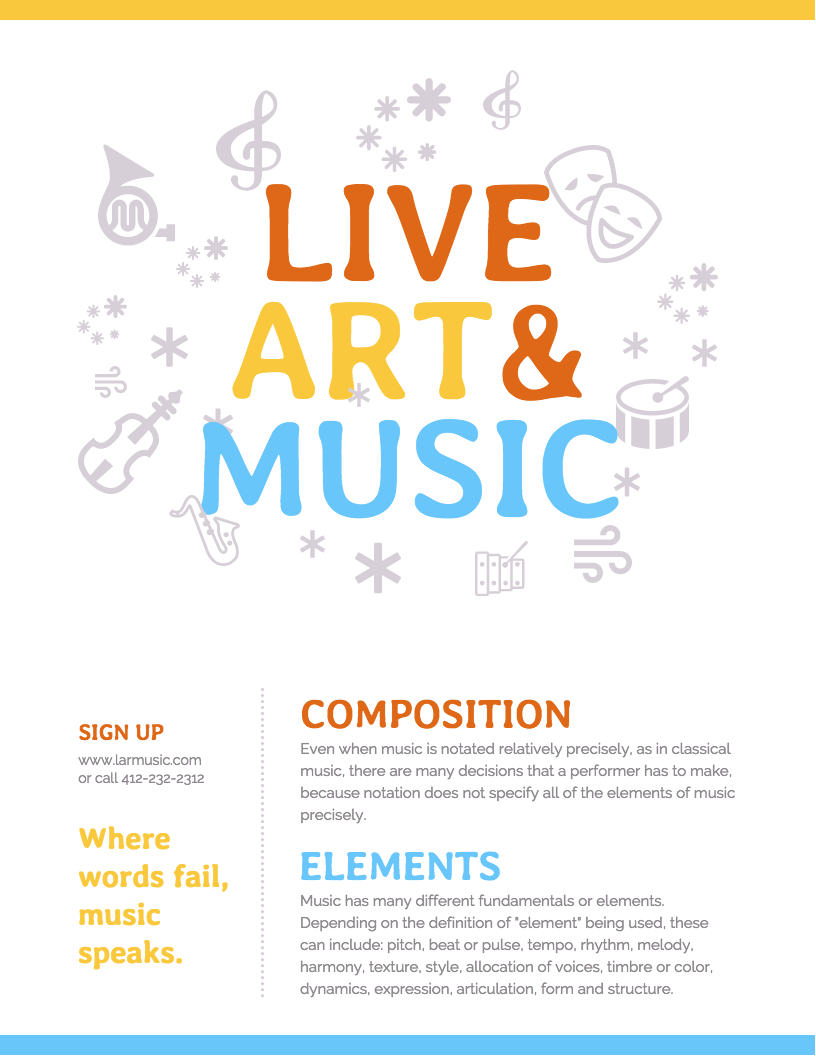 LIVE
ART&
MUSIC
SIGN UP
www.larmusic.com
or call 412-232-2312
Where
words fail,
music
speaks.
COMPOSITION
Even when music is notated relatively precisely, as in classical
music, there are many decisions that a performer has to make,
because notation does not specify all of the elements of music
precisely.
ELEMENTS
Music has many different fundamentals or elements.
Depending on the definition of "element" being used, these
can include: pitch, beat or pulse, tempo, rhythm, melody,
harmony, texture, style, allocation of voices, timbre or color,
dynamics, expression, articulation, form and structure.